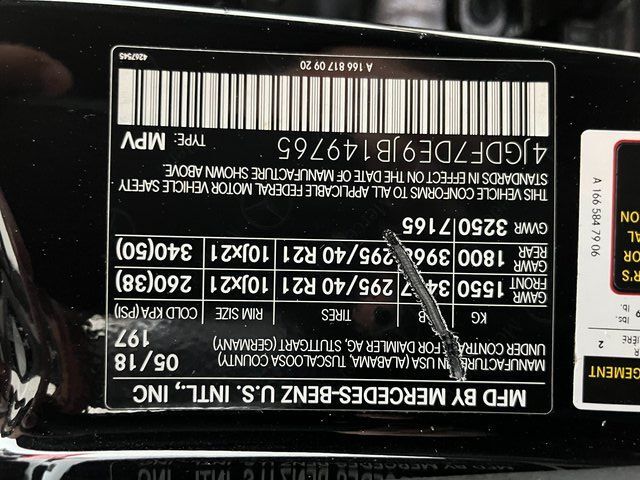 MFD BY MERCEDES-BENZ U.S. INTL., INC
MANUFACTURED IN USA (ALABAMA, TUSCALOOSA COUNTY) 05/18
UNDER CONTRACT FOR DAIMLER AG, STUTTGART (GERMANY) 197
KG LB TIRES RIM SIZE COLD KPA(PSI)
GAWR FRONT 1550 3417 295/40 R21 10Jx21 260(38)
GAWR REAR 1800 3968 295/40 R21 10Jx21 340(50)
GWR 3250 7165
THIS VEHICLE CONFORMS TO ALL APPLICABLE FEDERAL MOTOR VEHICLE SAFETY
STANDARDS IN EFFECT ON THE DATE OF MANUFACTURE SHOWN ABOVE.
4JGDF7DE9JB149765 TYPE: MPV
A 166 817 09 20
4267545
A 166 584 79 06